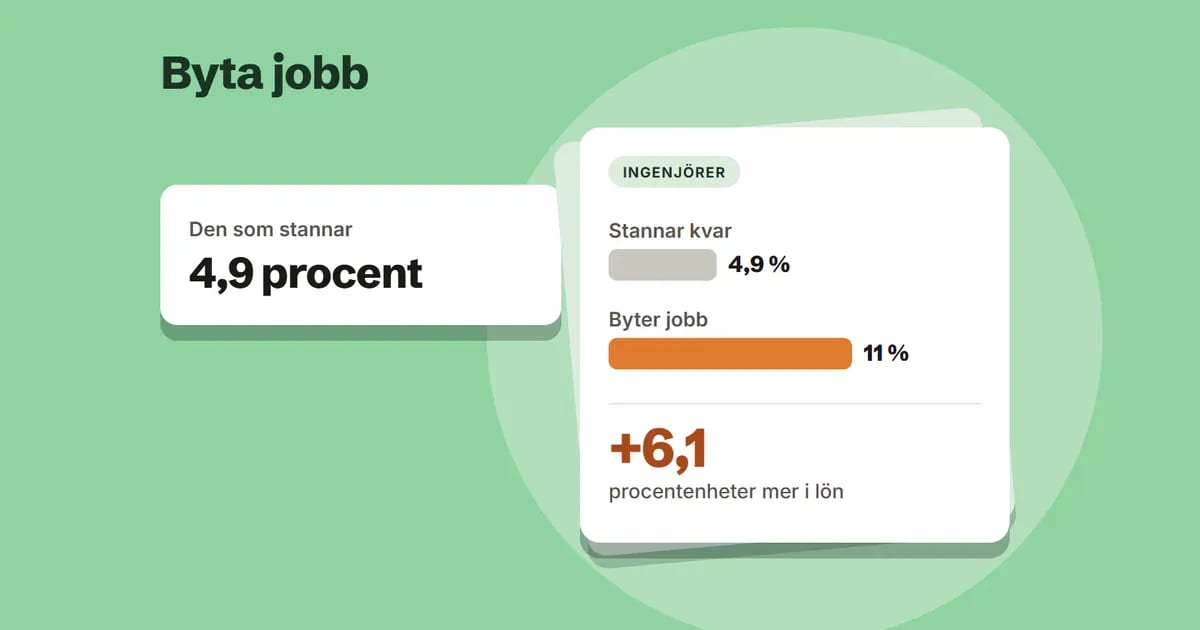 Byta jobb
Den som stannar
4,9 procent
INGENJÖRER
Stannar kvar
4,9 %
Byter jobb
11 %
+6,1
procentenheter mer i lön